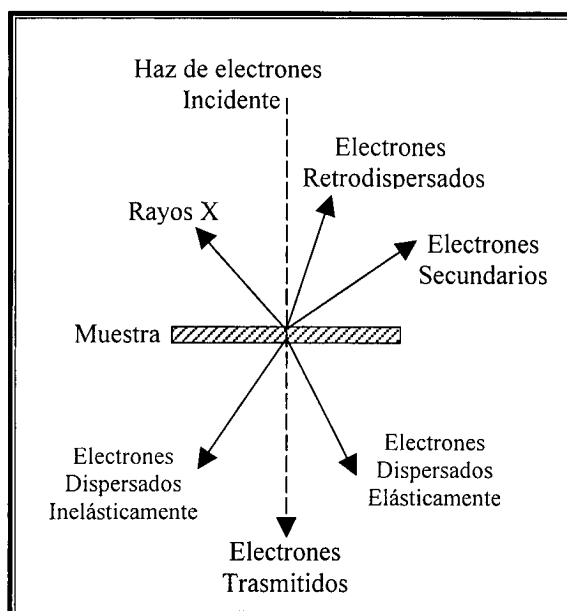 Haz de electrones
Incidente
Electrones
Retrodispersados
Rayos X
Electrones
Secundarios
Muestra
Electrones
Dispersados
Inelásticamente
Electrones
Dispersados
Elásticamente
Electrones
Trasmitidos